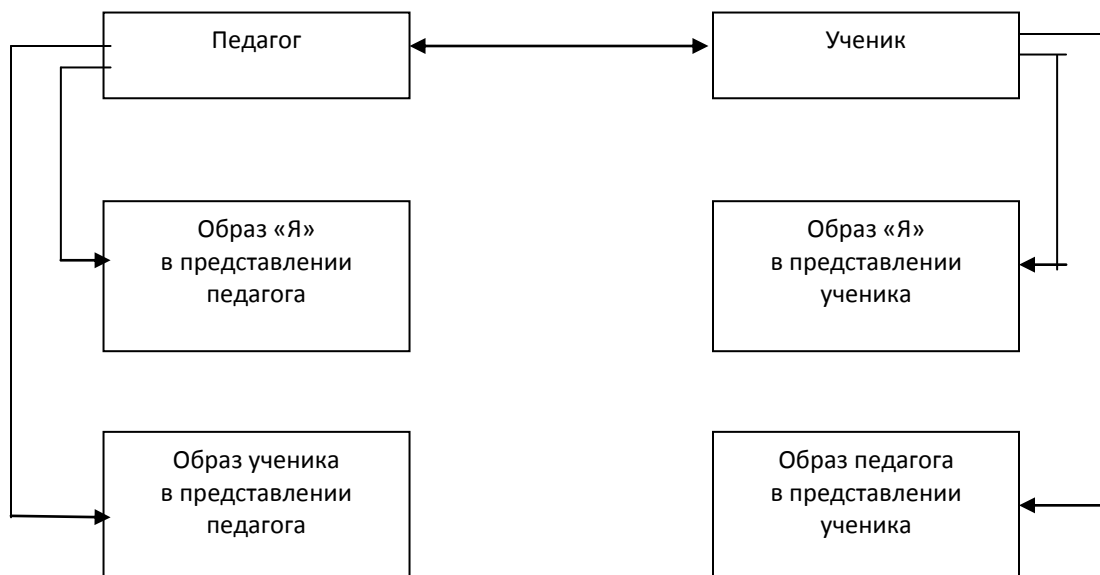 Педагог
Ученик
Образ «Я»
в представлении
педагога
Образ «Я»
в представлении
ученика
Образ ученика
в представлении
педагога
Образ педагога
в представлении
ученика